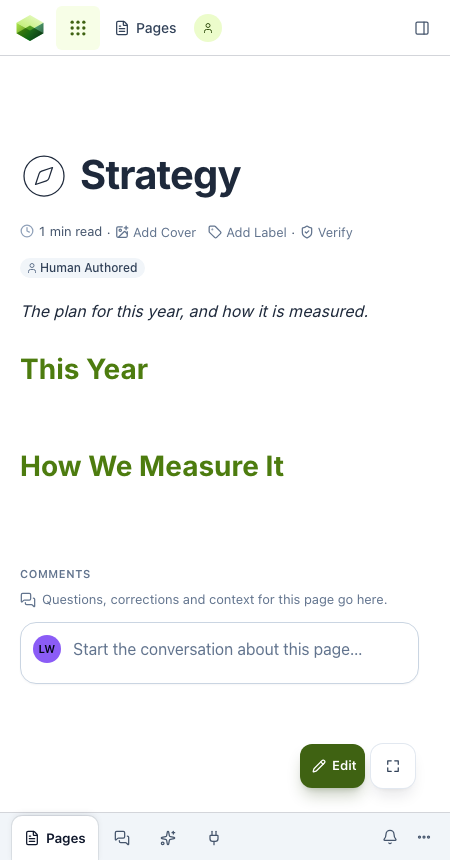 Pages
Strategy
1 min read · Add Cover Add Label · Verify
Human Authored
The plan for this year, and how it is measured.
This Year
How We Measure It
COMMENTS
Questions, corrections and context for this page go here.
LW Start the conversation about this page...
Edit
Pages